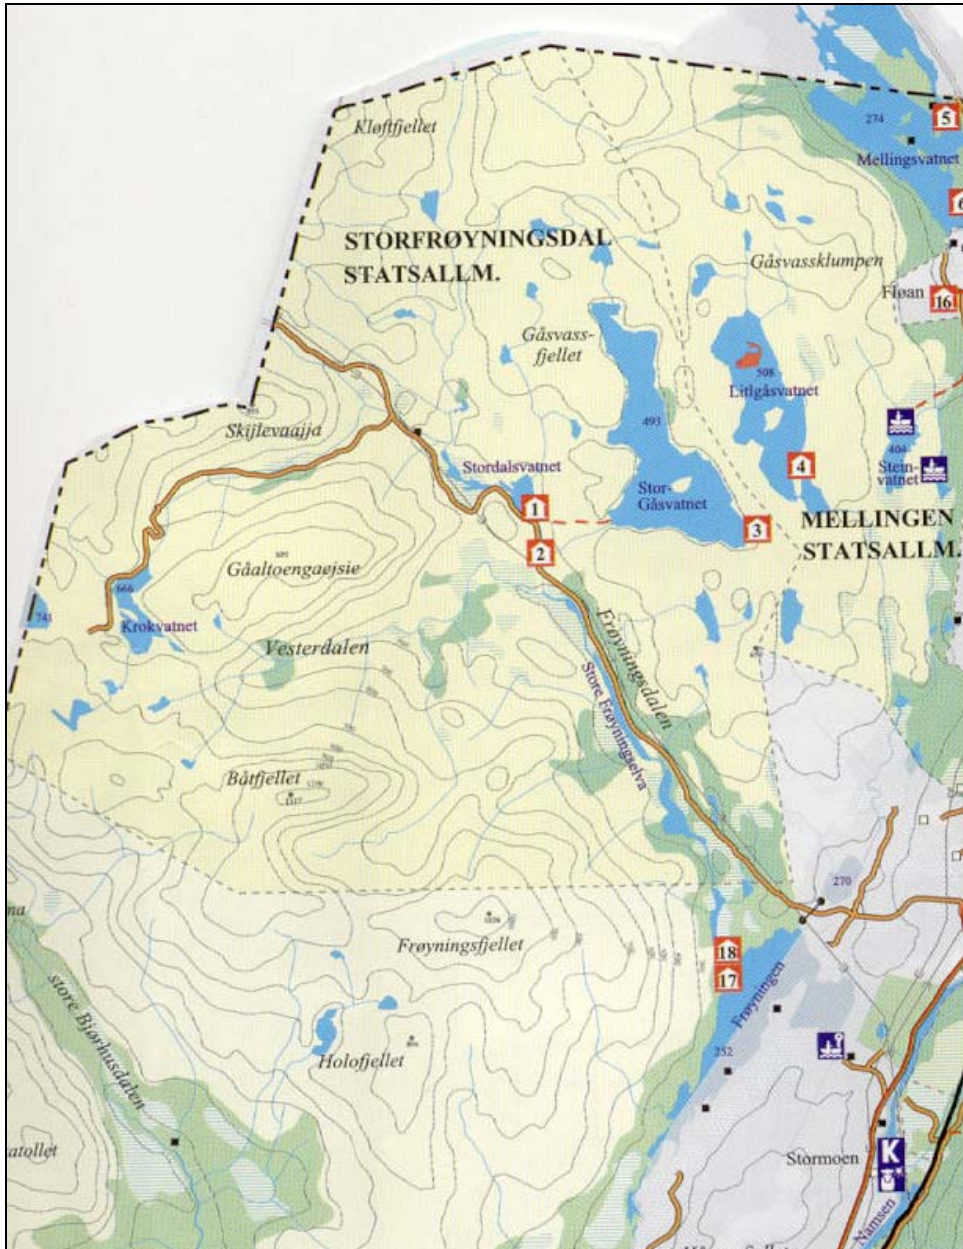 Kløftfjellet
274
5
Mellingsvatnet
6
STORFRØYNINGSDAL
STATSALLM.
Gåsvassklumpen
Fløan
16
Gåsvass-
fjellet
508
Litlgåsvatnet
493
Skijlevaajja
404
Stein-
vatnet
Stordalsvatnet
4
Stor-
Gåsvatnet
1
3
MELLINGEN
STATSALLM.
2
Gåaltoengaejsie
666
741
Krokvatnet
Vesterdalen
Frøyningsdalen
Store Frøyningselva
Båtfjellet
270
Frøyningsfjellet
18
17
Frøyningen
store Bjørhusdalen
Holofjellet
252
atollet
Stormoen
K
Namsen